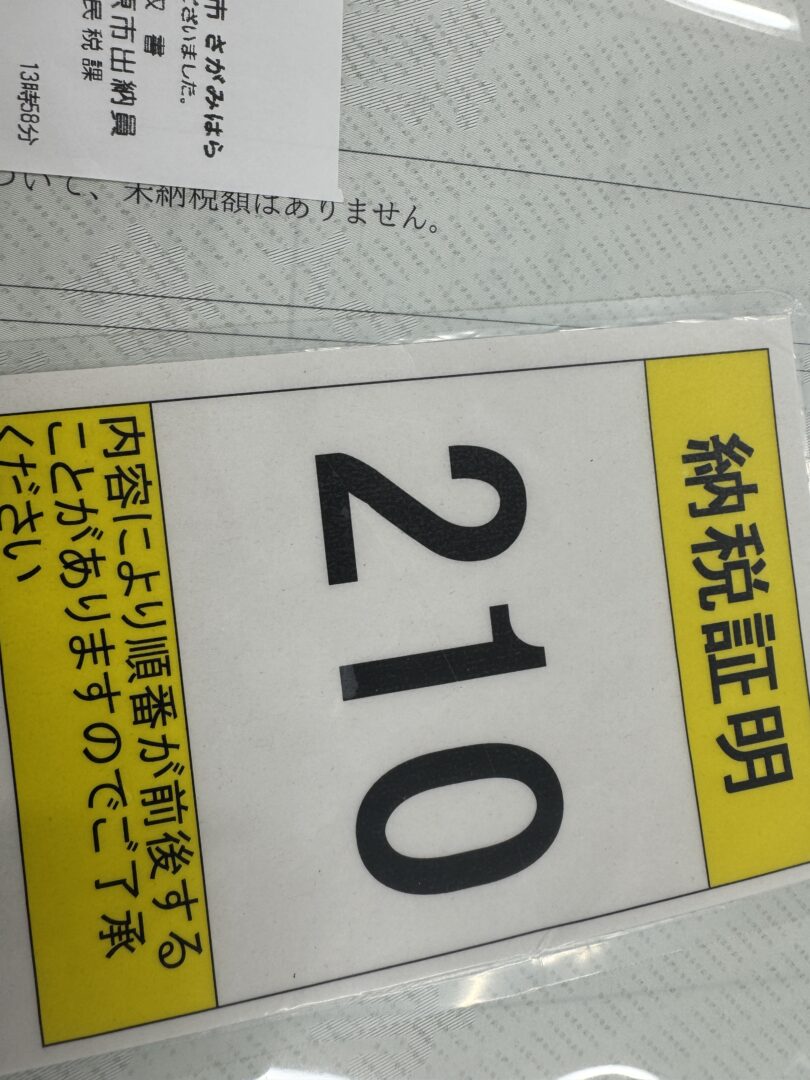 市 さがみはら
ございました。
書
市出納員
民税課
13時58分
ついて、未納税額はありません。
納税証明
210
内容により順番が前後する
ことがありますのでご了承
ください